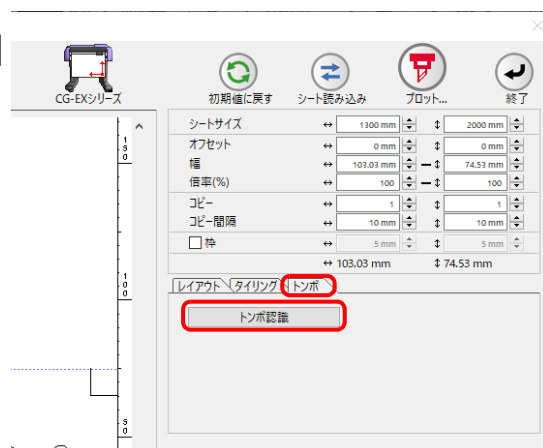 CG-EXシリーズ
初期値に戻す
シート読み込み
プロット...
終了
シートサイズ ↔ 1300 mm ↕ 2000 mm
オフセット ↔ 0 mm ↕ 0 mm
幅 ↔ 103.03 mm ↕ 74.53 mm
倍率(%) ↔ 100 ↕ 100
コピー ↔ 1 ↕ 1
コピー間隔 ↔ 10 mm ↕ 10 mm
枠 ↔ 5 mm ↕ 5 mm
↔ 103.03 mm ↕ 74.53 mm
レイアウト タイリング トンボ
トンボ認識
150
100
50